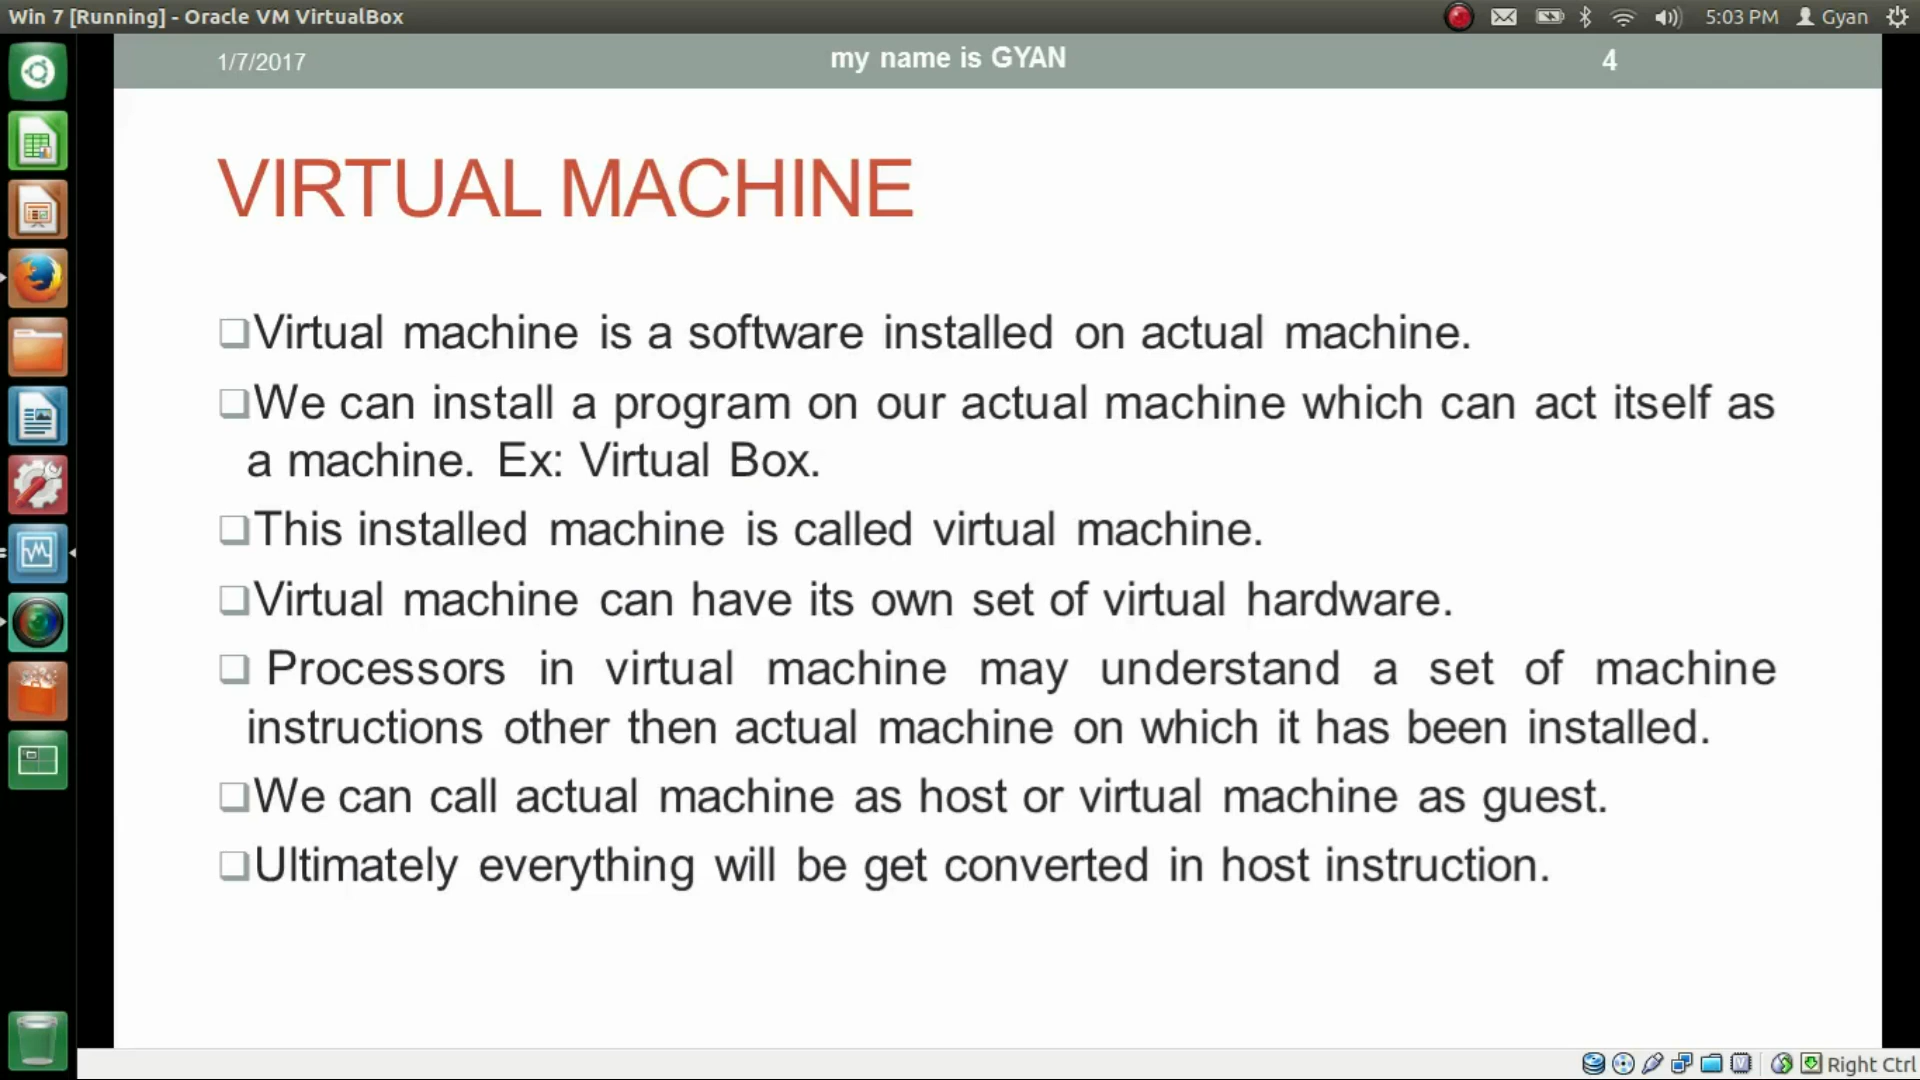 Win 7 [Running] - Oracle VM VirtualBox
5:03 PM Gyan
1/7/2017 my name is GYAN 4
VIRTUAL MACHINE
Virtual machine is a software installed on actual machine.
We can install a program on our actual machine which can act itself as
a machine. Ex: Virtual Box.
This installed machine is called virtual machine.
Virtual machine can have its own set of virtual hardware.
Processors in virtual machine may understand a set of machine
instructions other then actual machine on which it has been installed.
We can call actual machine as host or virtual machine as guest.
Ultimately everything will be get converted in host instruction.
Right Ctrl